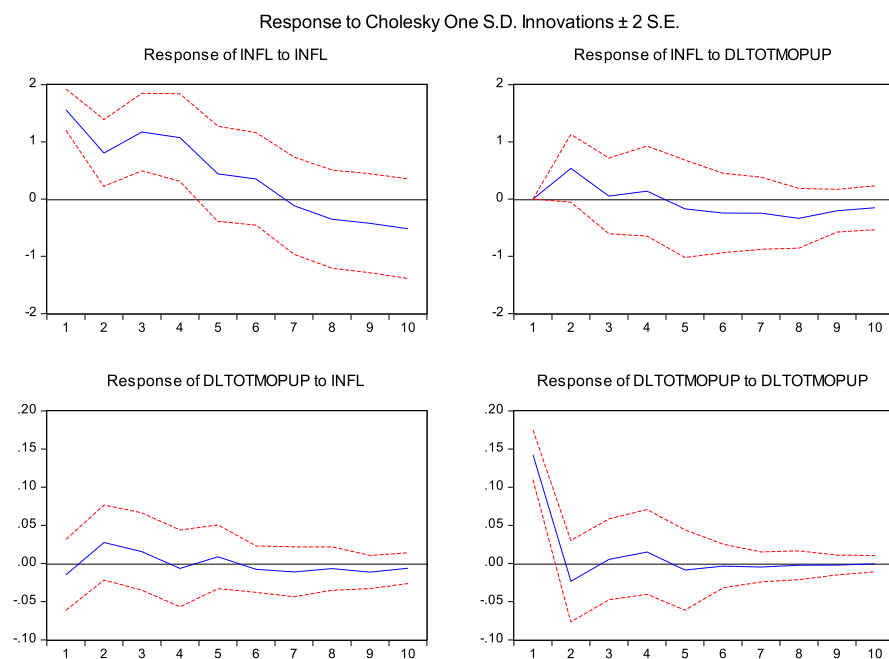 Response to Cholesky One S.D. Innovations ± 2 S.E.
Response of INFL to INFL
2
1
0
-1
-2
1 2 3 4 5 6 7 8 9 10
Response of INFL to DLTOTMOPUP
2
1
0
-1
-2
1 2 3 4 5 6 7 8 9 10
Response of DLTOTMOPUP to INFL
.20
.15
.10
.05
.00
-.05
-.10
1 2 3 4 5 6 7 8 9 10
Response of DLTOTMOPUP to DLTOTMOPUP
.20
.15
.10
.05
.00
-.05
-.10
1 2 3 4 5 6 7 8 9 10